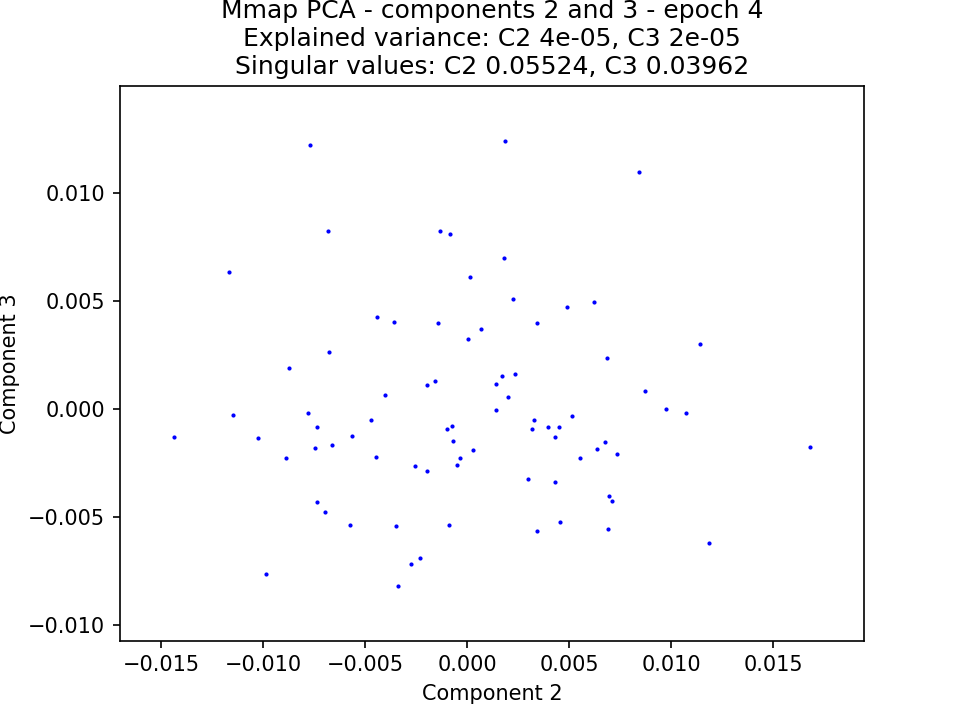 Mmap PCA - components 2 and 3 - epoch 4
Explained variance: C2 4e-05, C3 2e-05
Singular values: C2 0.05524, C3 0.03962
Component 3
0.010
0.005
0.000
−0.005
−0.010
−0.015
−0.010
−0.005
0.000
0.005
0.010
0.015
Component 2